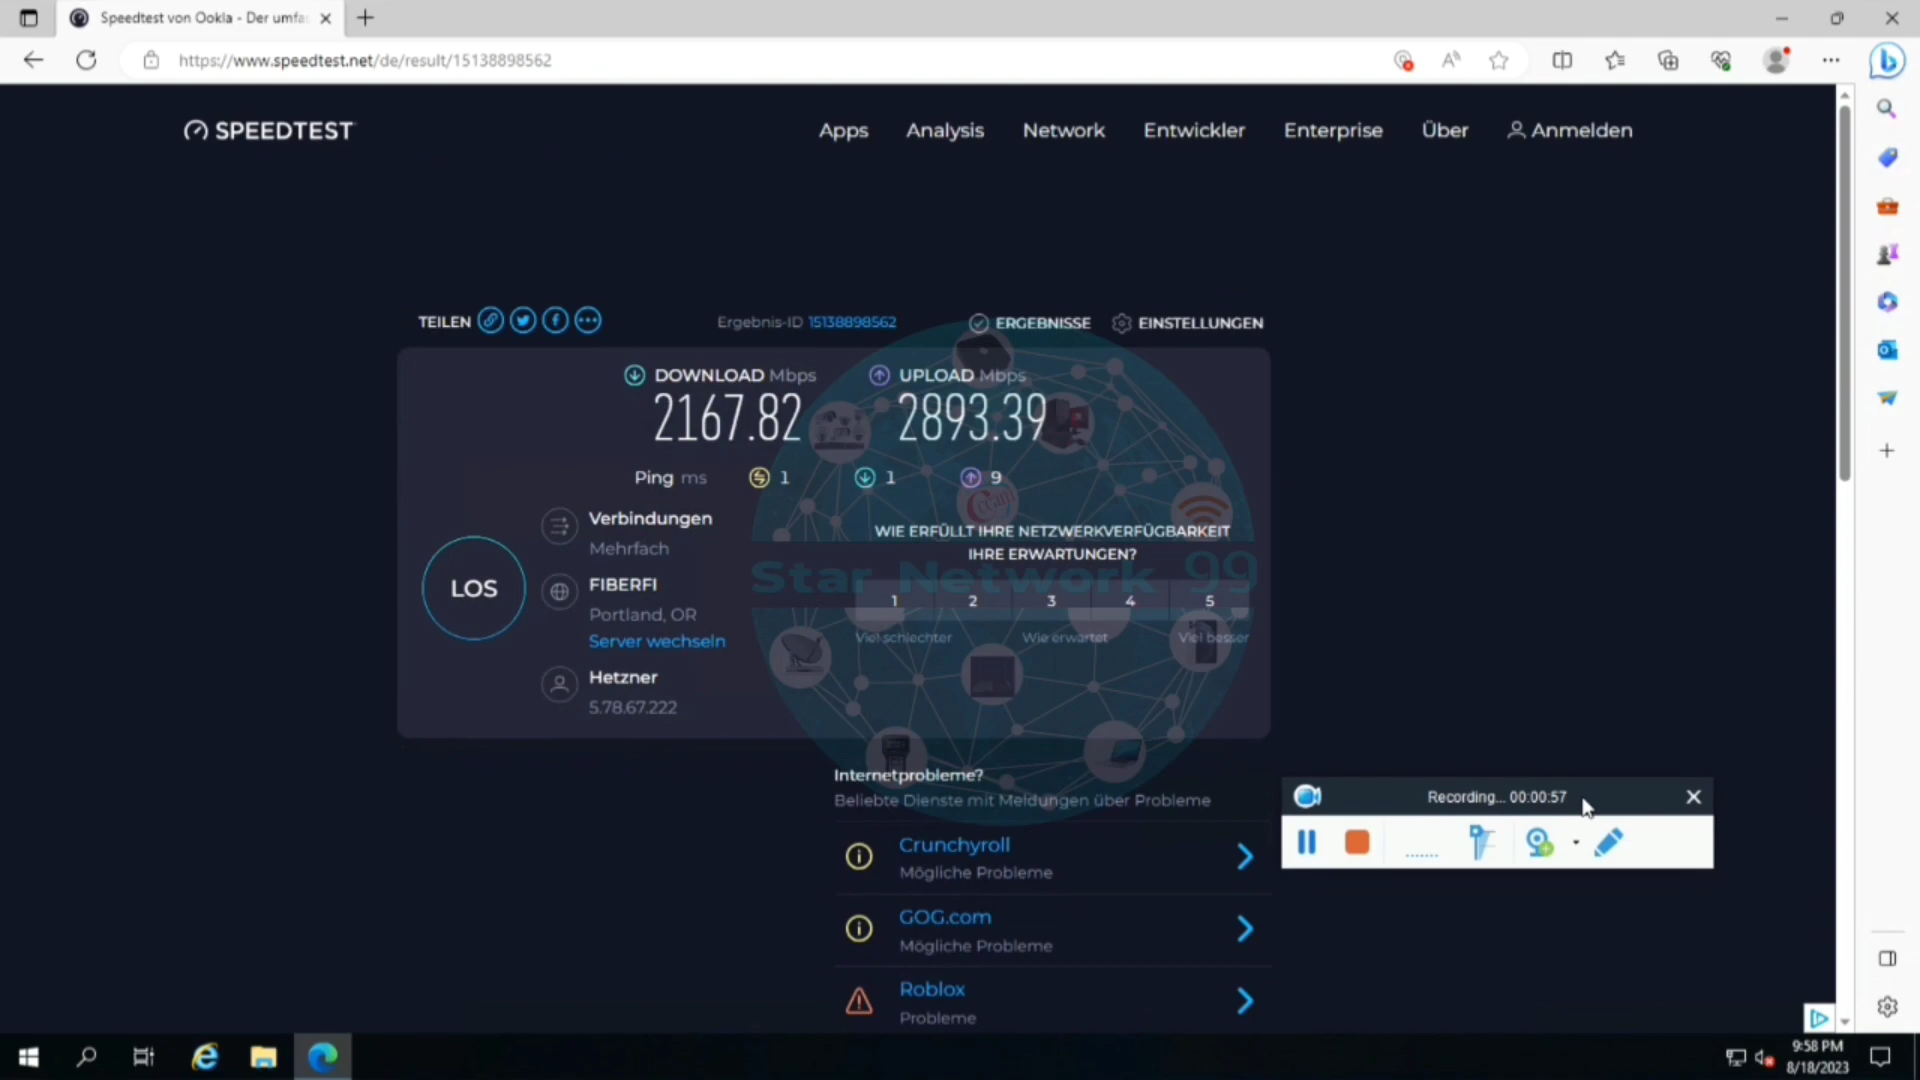 Speedtest von Ookla - Der umfa
https://www.speedtest.net/de/result/15138898562
SPEEDTEST
Apps Analysis Network Entwickler Enterprise Über Anmelden
TEILEN
Ergebnis-ID 15138898562
ERGEBNISSE
EINSTELLUNGEN
DOWNLOAD Mbps
UPLOAD Mbps
2167.82
2893.39
Ping ms 1 1 9
Verbindungen
Mehrfach
WIE ERFÜLLT IHRE NETZWERKVERFÜGBARKEIT
IHRE ERWARTUNGEN?
Star Network 99
LOS
FIBERFI
Portland, OR
Server wechseln
1 2 3 4 5
Viel schlechter Wie erwartet Viel besser
Hetzner
5.78.67.222
Internetprobleme?
Beliebte Dienste mit Meldungen über Probleme
Crunchyroll
Mögliche Probleme
GOG.com
Mögliche Probleme
Roblox
Probleme
Recording... 00:00:57
9:58 PM
8/18/2023